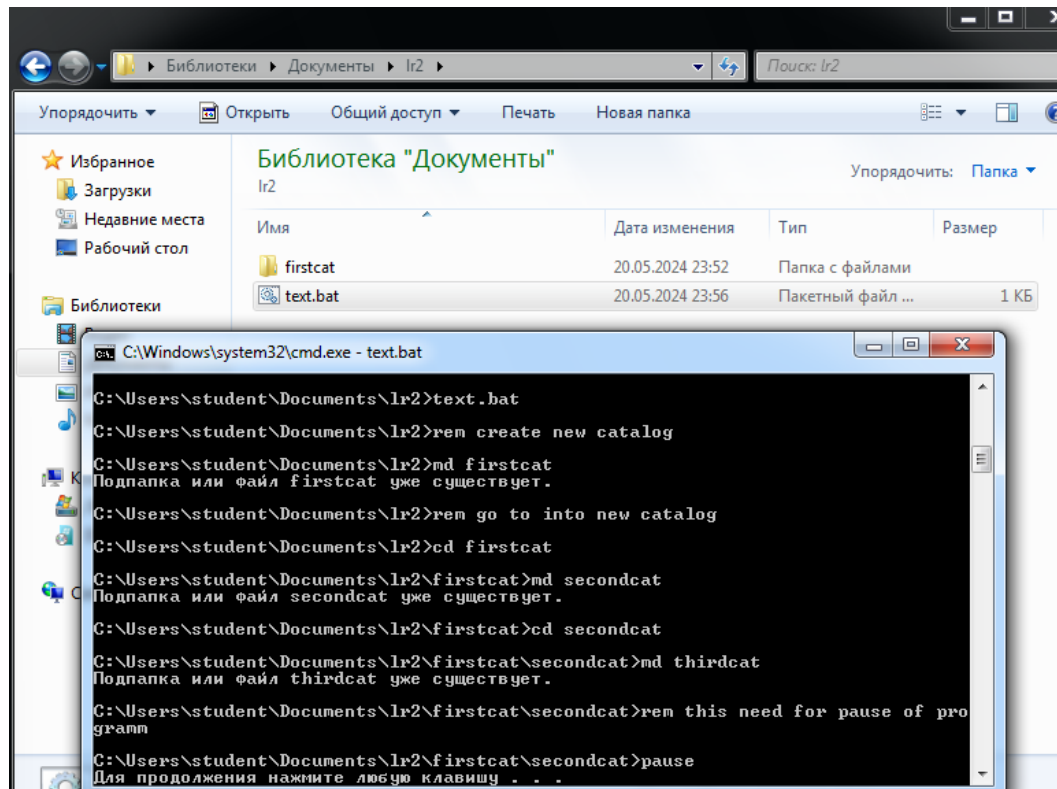 Библиотеки ▸ Документы ▸ lr2 ▸
Поиск: lr2
Упорядочить
Открыть
Общий доступ
Печать
Новая папка
Избранное
Загрузки
Недавние места
Рабочий стол
Библиотеки
Библиотека "Документы"
lr2
Упорядочить: Папка
Имя Дата изменения Тип Размер
firstcat 20.05.2024 23:52 Папка с файлами
text.bat 20.05.2024 23:56 Пакетный файл ... 1 КБ
C:\Windows\system32\cmd.exe - text.bat
C:\Users\student\Documents\lr2>text.bat
C:\Users\student\Documents\lr2>rem create new catalog
C:\Users\student\Documents\lr2>md firstcat
Подпапка или файл firstcat уже существует.
C:\Users\student\Documents\lr2>rem go to into new catalog
C:\Users\student\Documents\lr2>cd firstcat
C:\Users\student\Documents\lr2\firstcat>md secondcat
Подпапка или файл secondcat уже существует.
C:\Users\student\Documents\lr2\firstcat>cd secondcat
C:\Users\student\Documents\lr2\firstcat\secondcat>md thirdcat
Подпапка или файл thirdcat уже существует.
C:\Users\student\Documents\lr2\firstcat\secondcat>rem this need for pause of pro
gramm
C:\Users\student\Documents\lr2\firstcat\secondcat>pause
Для продолжения нажмите любую клавишу . . .